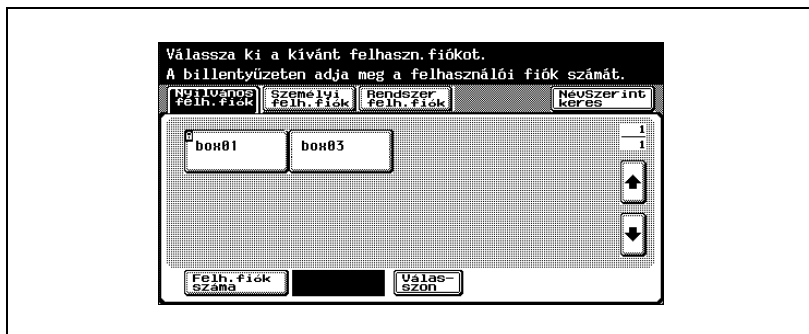 Válassza ki a kívánt felhaszn.fiókot.
A billentyüzeten adja meg a felhasználói fiók számát.
Nyilvános felh.fiók
Személyi felh.fiók
Rendszer felh.fiók
NévSzerint keres
box01
box03
1
1
Felh.fiók száma
Válas-
szon